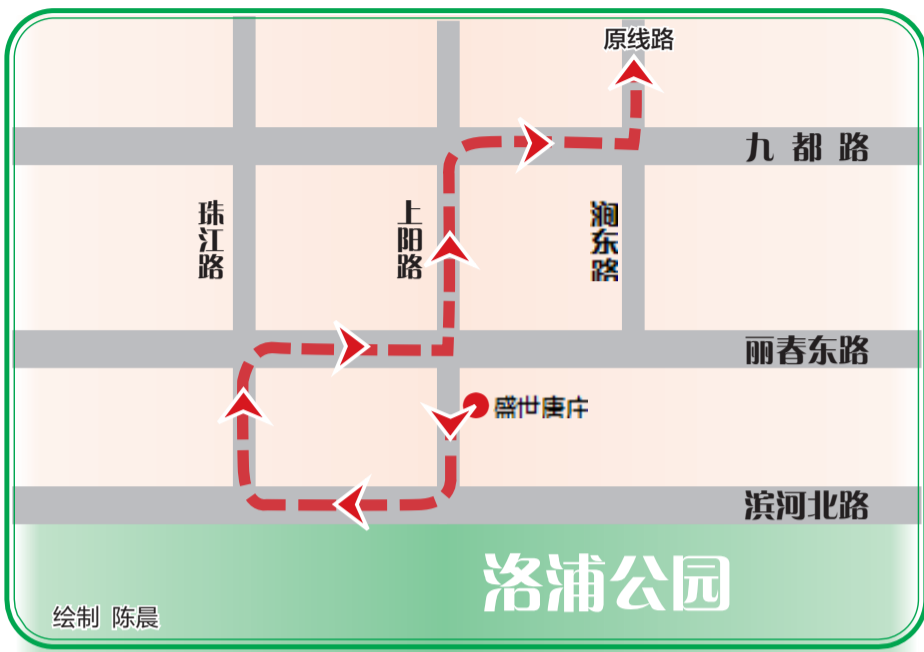 原线路
九都路
珠江路
上阳路
涧东路
丽春东路
盛世唐庄
滨河北路
洛浦公园
绘制 陈晨